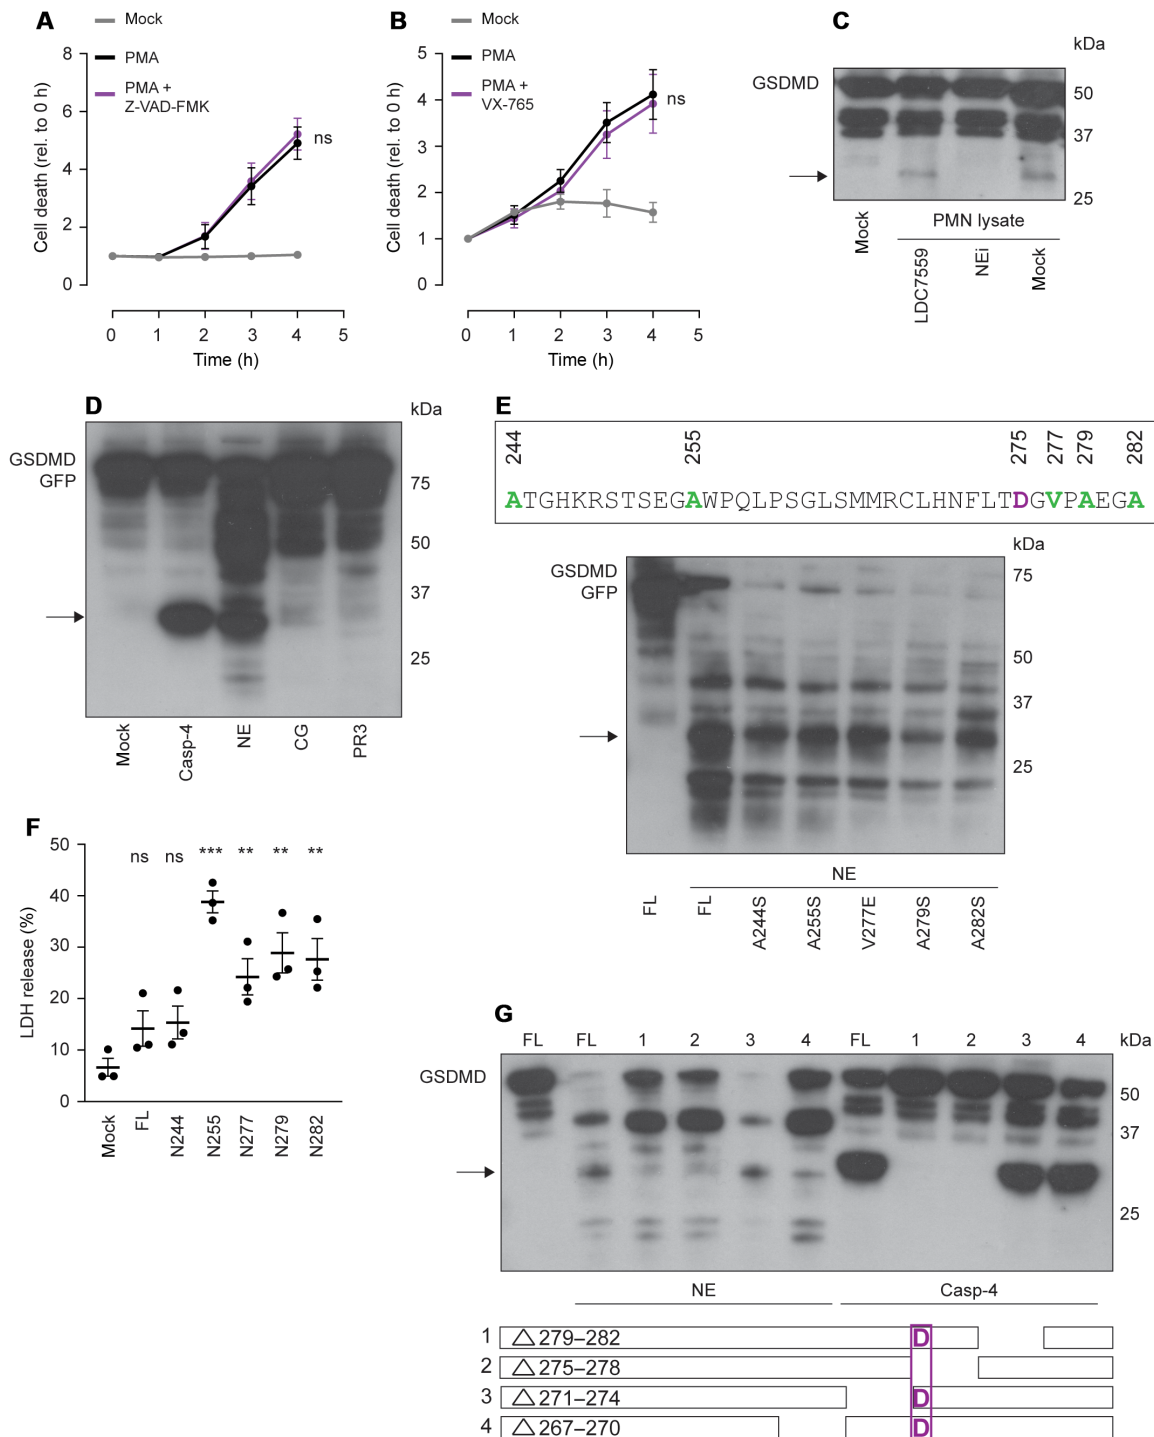 A
Mock
PMA
PMA +
Z-VAD-FMK
Cell death (rel. to 0 h)
8
6
4
2
0
ns
0 1 2 3 4 5
Time (h)
B
Mock
PMA
PMA +
VX-765
Cell death (rel. to 0 h)
5
4
3
2
1
0
ns
0 1 2 3 4 5
Time (h)
C
kDa
GSDMD
50
37
25
Mock
PMN lysate
LDC7559
NEi
Mock
D
kDa
GSDMD
GFP
75
50
37
25
Mock
Casp-4
NE
CG
PR3
E
244 255 275 277 279 282
ATGHKRSTSEGAWPQLPSGLSMMRCLHNFLTDGVPAEGA
kDa
GSDMD
GFP
75
50
37
25
NE
FL
FL
A244S
A255S
V277E
A279S
A282S
F
LDH release (%)
50
40
30
20
10
0
ns ns *** ** ** **
Mock
FL
N244
N255
N277
N279
N282
G
FL FL 1 2 3 4 FL 1 2 3 4 kDa
GSDMD
50
37
25
NE Casp-4
1 △ 279–282 D
2 △ 275–278
3 △ 271–274 D
4 △ 267–270 D